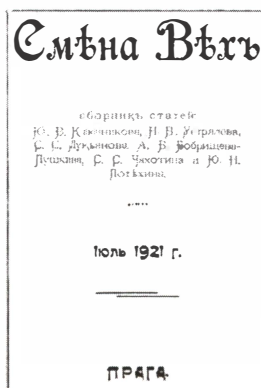 Смѣна Вѣхъ
сборникъ статей:
Ю. В. Ключникова, Н. В. Устрялова,
С. С. Лукьянова, А. В. Бобрищева-
Пушкина, С. С. Чахотина и Ю. Н.
Потѣхина.
Іюль 1921 г.
ПРАГА